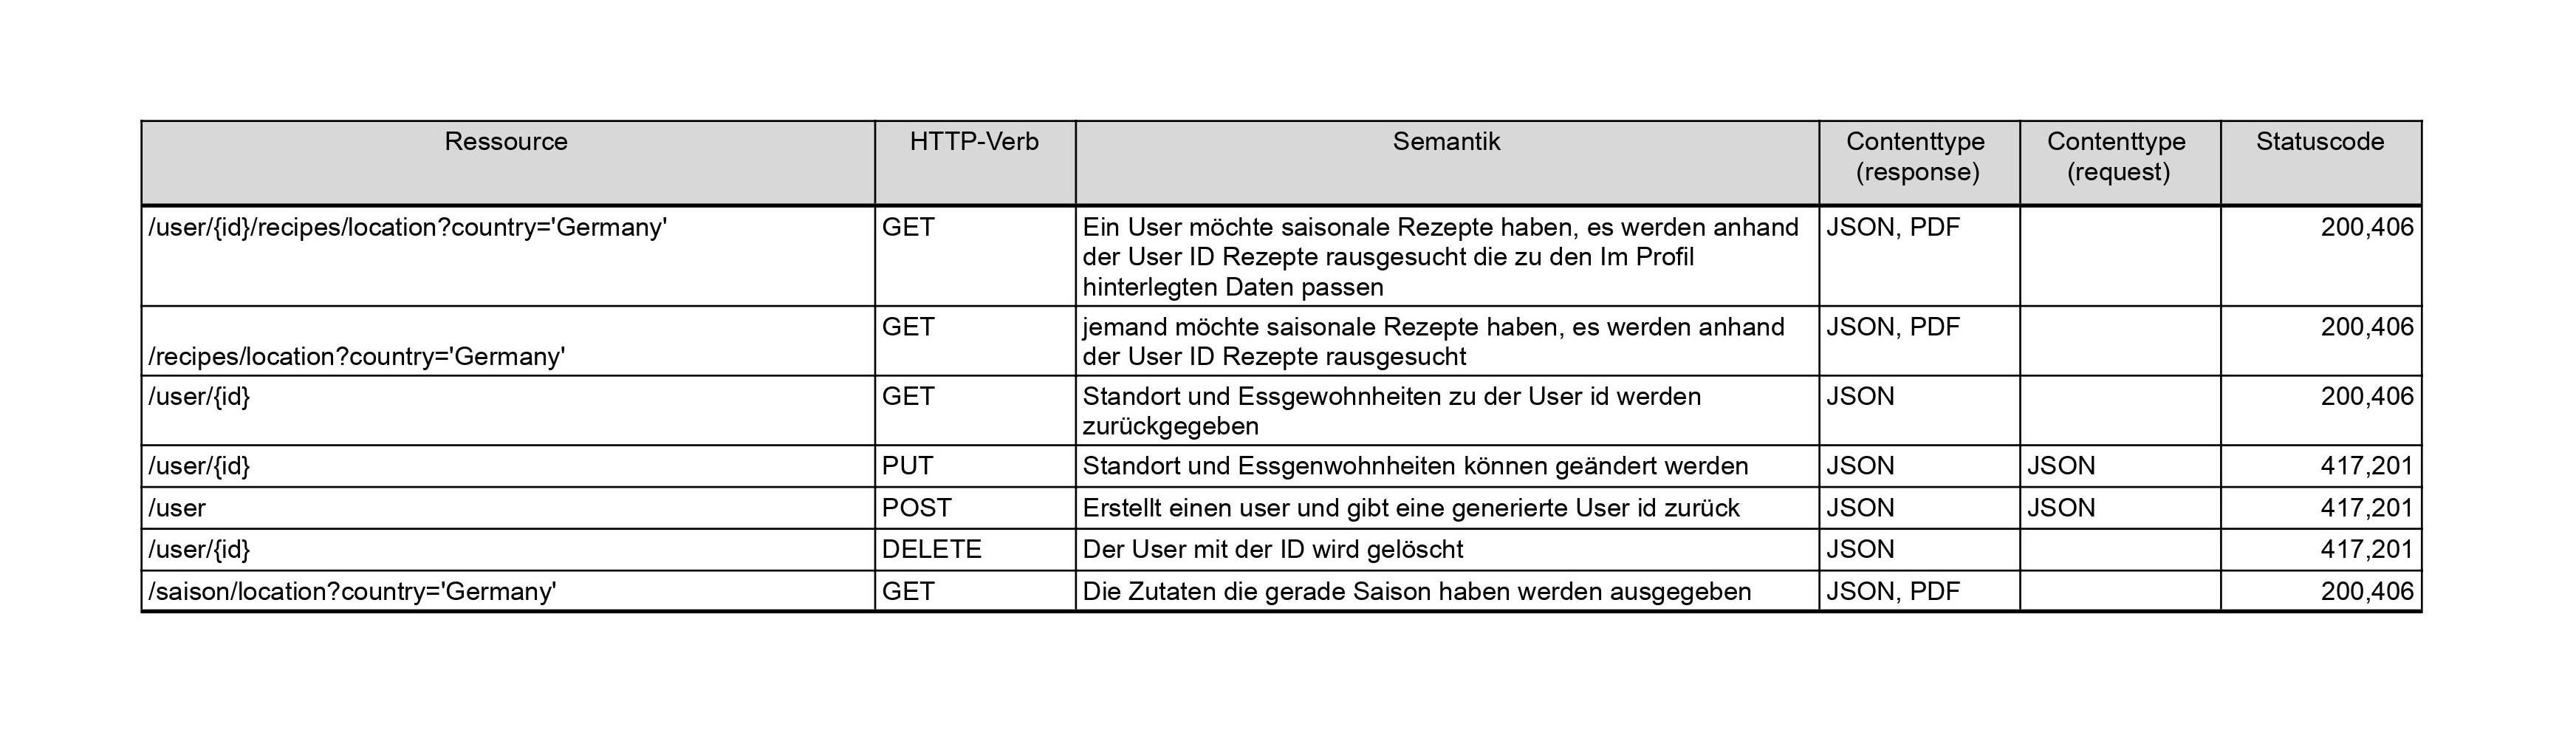 Ressource HTTP-Verb Semantik Contenttype (response) Contenttype (request) Statuscode
/user/{id}/recipes/location?country='Germany' GET Ein User möchte saisonale Rezepte haben, es werden anhand JSON, PDF 200,406
der User ID Rezepte rausgesucht die zu den Im Profil
hinterlegten Daten passen
GET jemand möchte saisonale Rezepte haben, es werden anhand JSON, PDF 200,406
/recipes/location?country='Germany' der User ID Rezepte rausgesucht
/user/{id} GET Standort und Essgewohnheiten zu der User id werden JSON 200,406
zurückgegeben
/user/{id} PUT Standort und Essgenwohnheiten können geändert werden JSON JSON 417,201
/user POST Erstellt einen user und gibt eine generierte User id zurück JSON JSON 417,201
/user/{id} DELETE Der User mit der ID wird gelöscht JSON 417,201
/saison/location?country='Germany' GET Die Zutaten die gerade Saison haben werden ausgegeben JSON, PDF 200,406